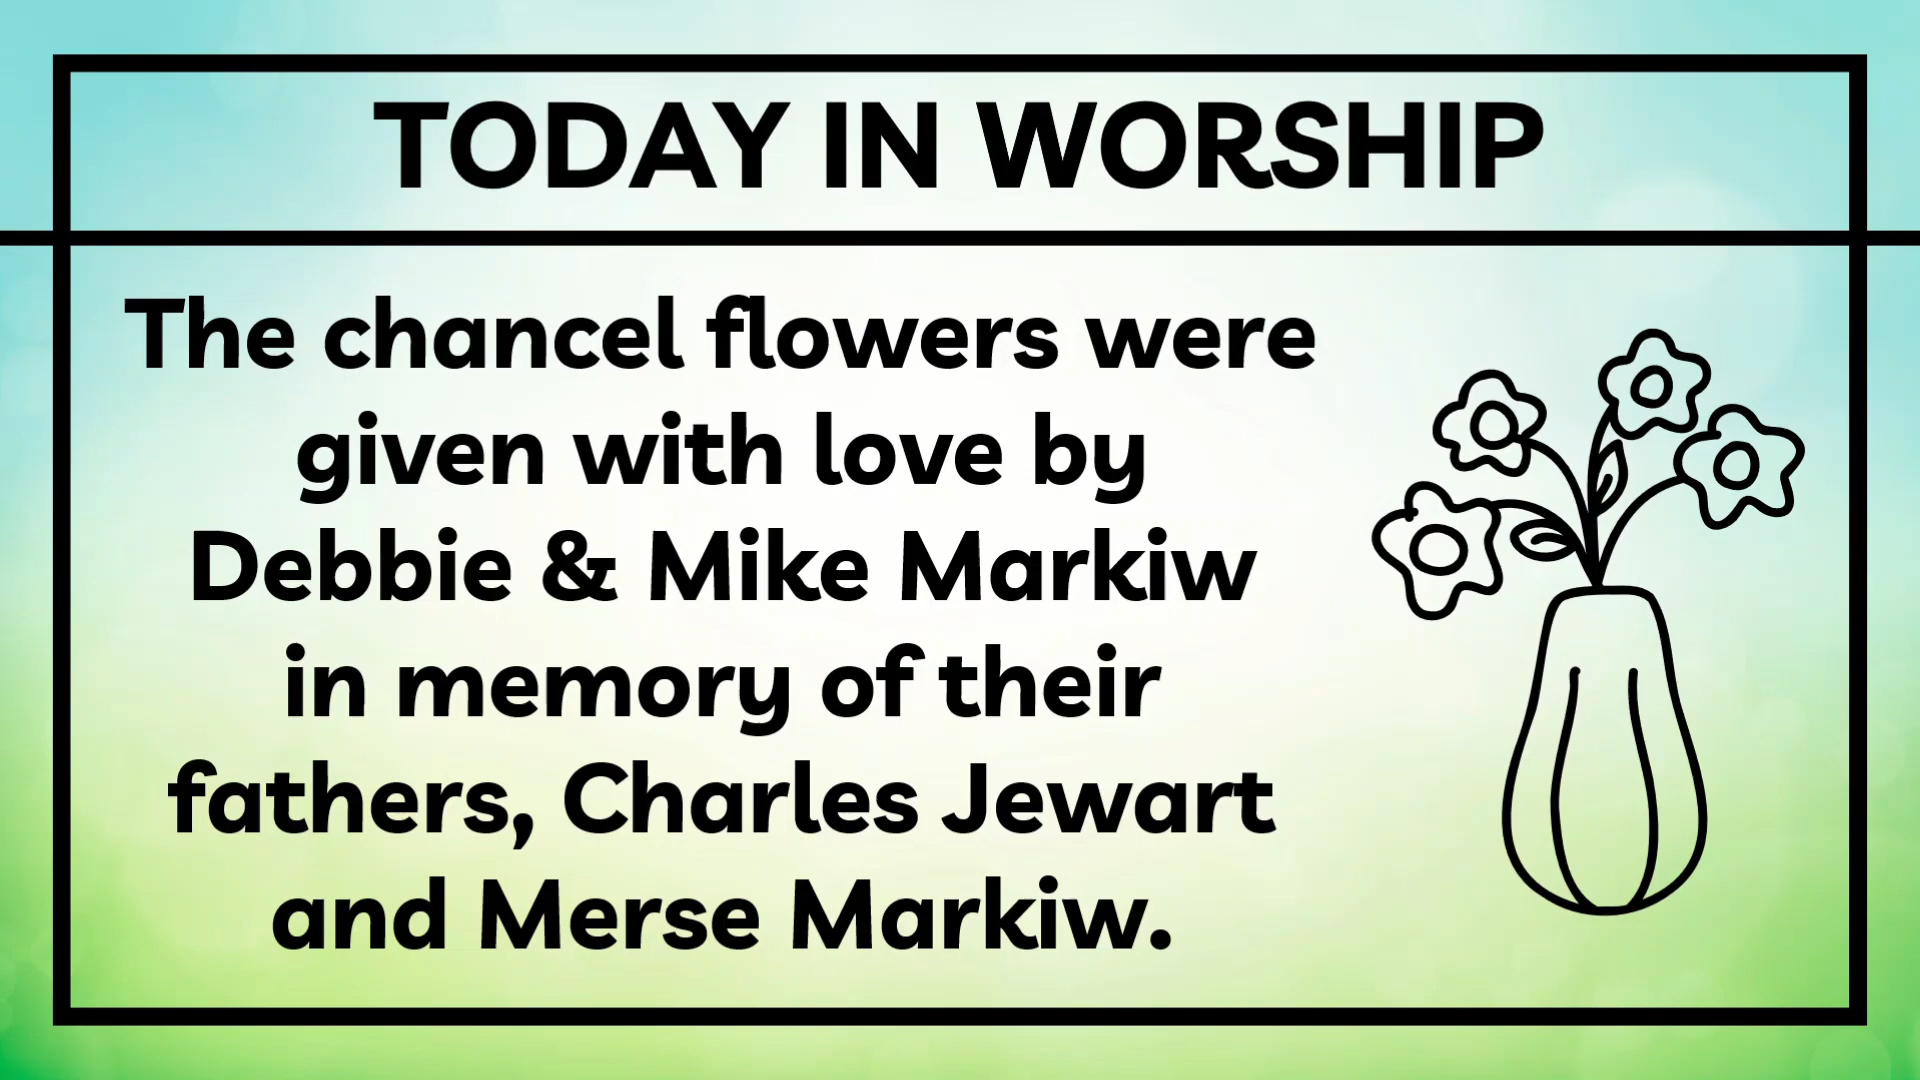 TODAY IN WORSHIP
The chancel flowers were
given with love by
Debbie & Mike Markiw
in memory of their
fathers, Charles Jewart
and Merse Markiw.